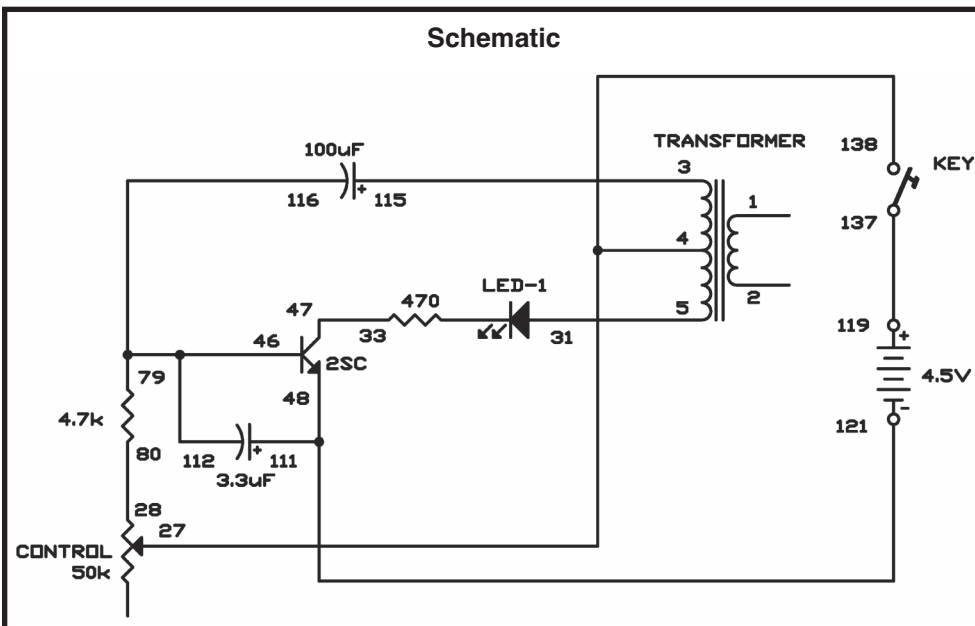 Schematic
TRANSFORMER
138
KEY
100uF
3
116
+
115
1
137
4
LED-1
2
47
470
5
119
+
46
33
31
2SC
4.5V
79
48
-
121
4.7k
80
112
+
111
3.3uF
28
27
CONTROL
50k